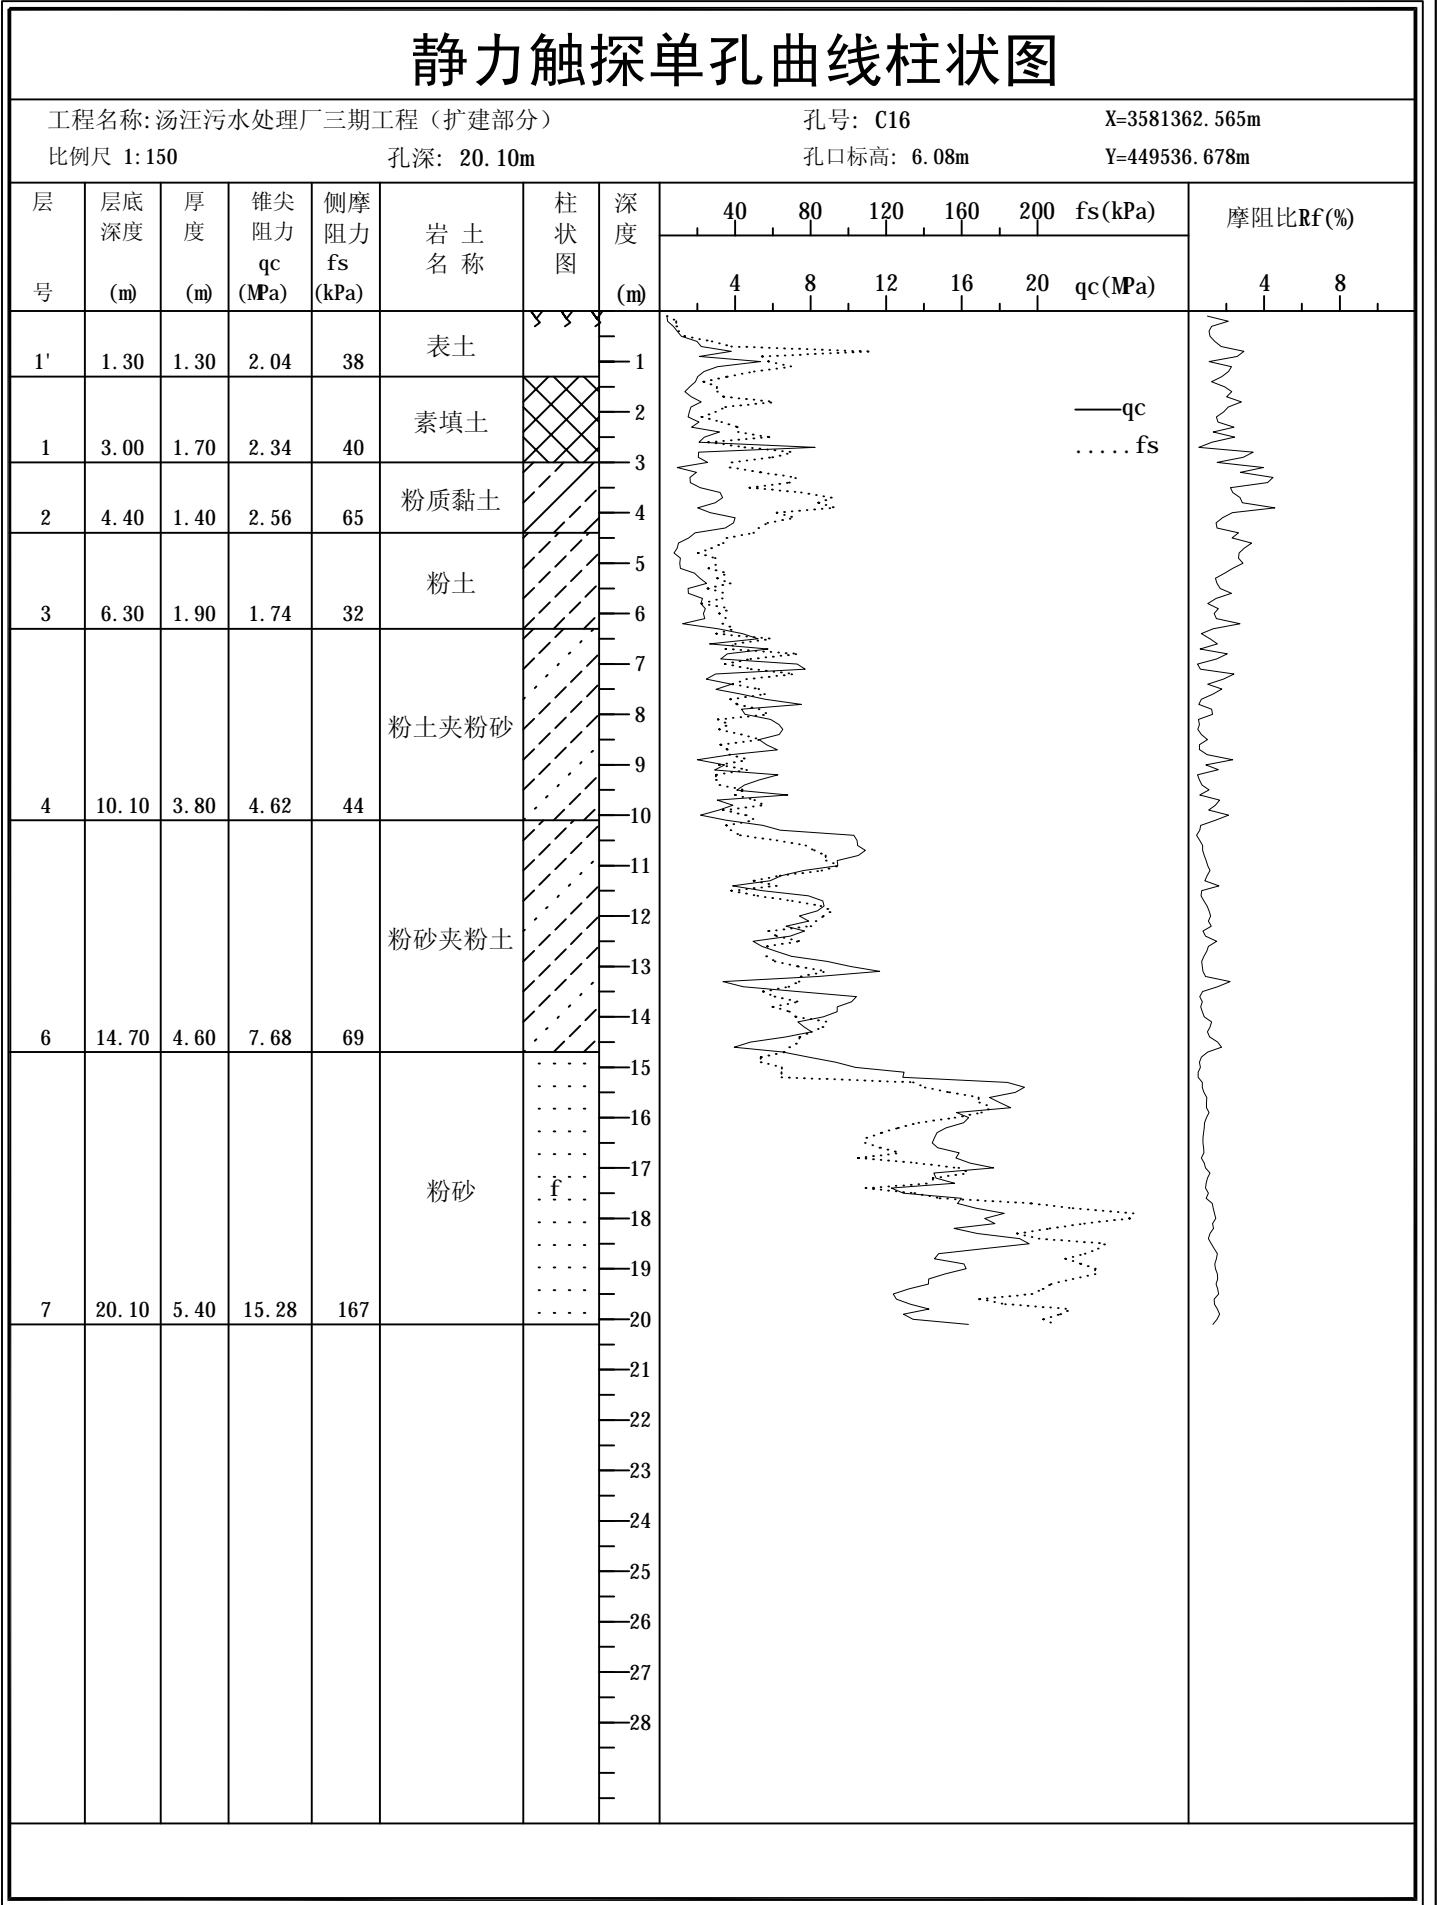 静力触探单孔曲线柱状图
工程名称:汤汪污水处理厂三期工程（扩建部分） 孔号: C16 X=3581362.565m
比例尺 1:150 孔深: 20.10m 孔口标高: 6.08m Y=449536.678m
层号 层底深度(m) 厚度(m) 锥尖阻力qc(MPa) 侧摩阻力fs(kPa) 岩土名称 柱状图 深度(m)
40 80 120 160 200 fs(kPa)
4 8 12 16 20 qc(MPa)
摩阻比Rf(%)
4 8
1' 1.30 1.30 2.04 38 表土
1 3.00 1.70 2.34 40 素填土
2 4.40 1.40 2.56 65 粉质黏土
3 6.30 1.90 1.74 32 粉土
4 10.10 3.80 4.62 44 粉土夹粉砂
6 14.70 4.60 7.68 69 粉砂夹粉土
7 20.10 5.40 15.28 167 粉砂 f
1
2
3
4
5
6
7
8
9
10
11
12
13
14
15
16
17
18
19
20
21
22
23
24
25
26
27
28
qc
fs